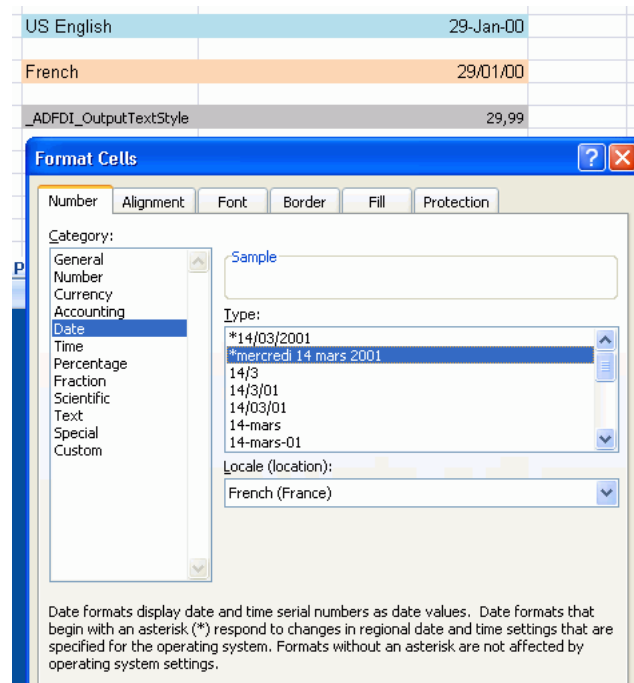 US English 29-Jan-00
French 29/01/00
_ADFDI_OutputTextStyle 29,99
Format Cells
Number Alignment Font Border Fill Protection
Category:
General
Number
Currency
Accounting
Date
Time
Percentage
Fraction
Scientific
Text
Special
Custom
Sample
Type:
*14/03/2001
*mercredi 14 mars 2001
14/3
14/3/01
14/03/01
14-mars
14-mars-01
Locale (location):
French (France)
Date formats display date and time serial numbers as date values. Date formats that
begin with an asterisk (*) respond to changes in regional date and time settings that are
specified for the operating system. Formats without an asterisk are not affected by
operating system settings.